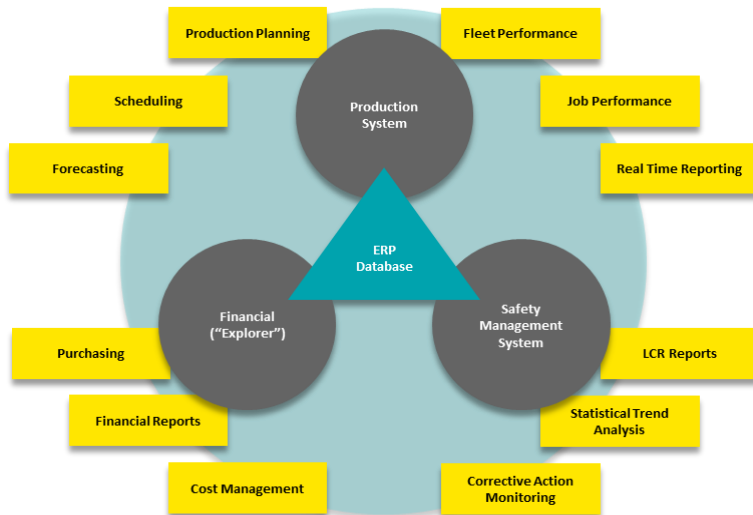 Production Planning
Fleet Performance
Scheduling
Production
System
Job Performance
Forecasting
Real Time Reporting
ERP
Database
Financial
(“Explorer”)
Safety
Management
System
Purchasing
LCR Reports
Financial Reports
Statistical Trend
Analysis
Cost Management
Corrective Action
Monitoring